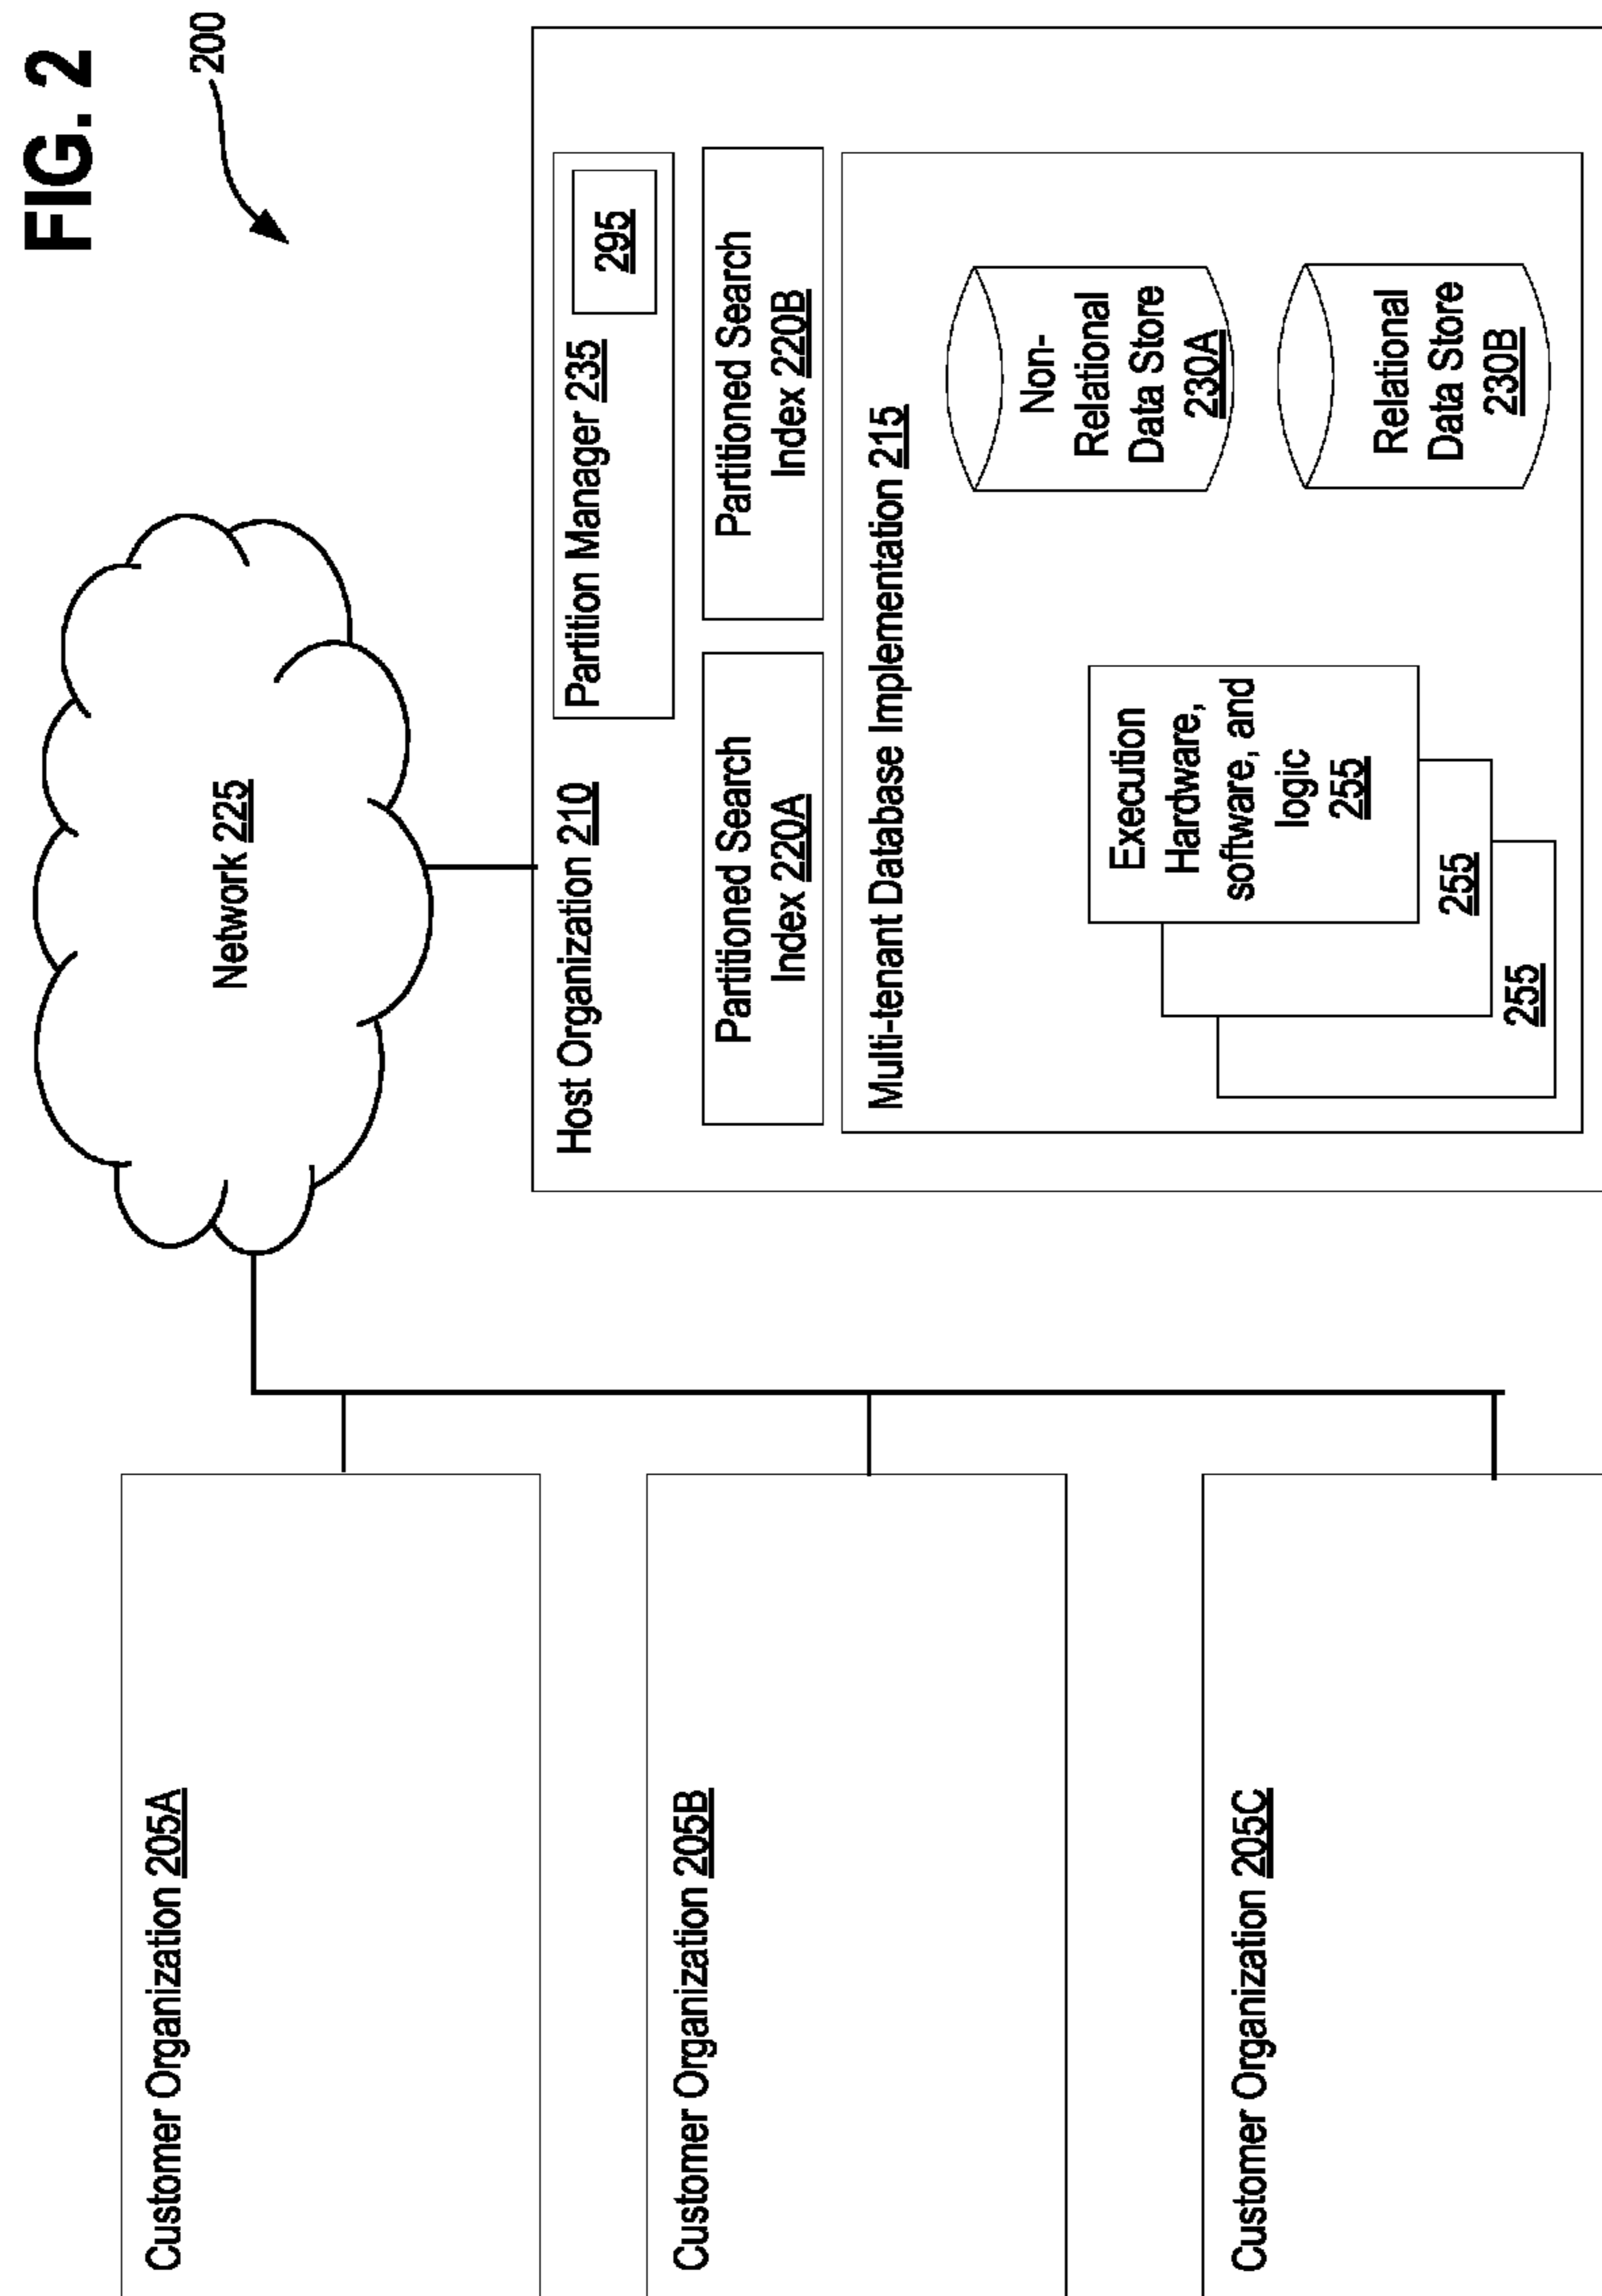 FIG. 2
200
Network 225
Customer Organization 205A
Customer Organization 205B
Customer Organization 205C
Host Organization 210
Partition Manager 235
295
Partitioned Search
Index 220A
Partitioned Search
Index 220B
Multi-tenant Database Implementation 215
Execution
Hardware,
software, and
logic
255
255
255
Non-
Relational
Data Store
230A
Relational
Data Store
230B